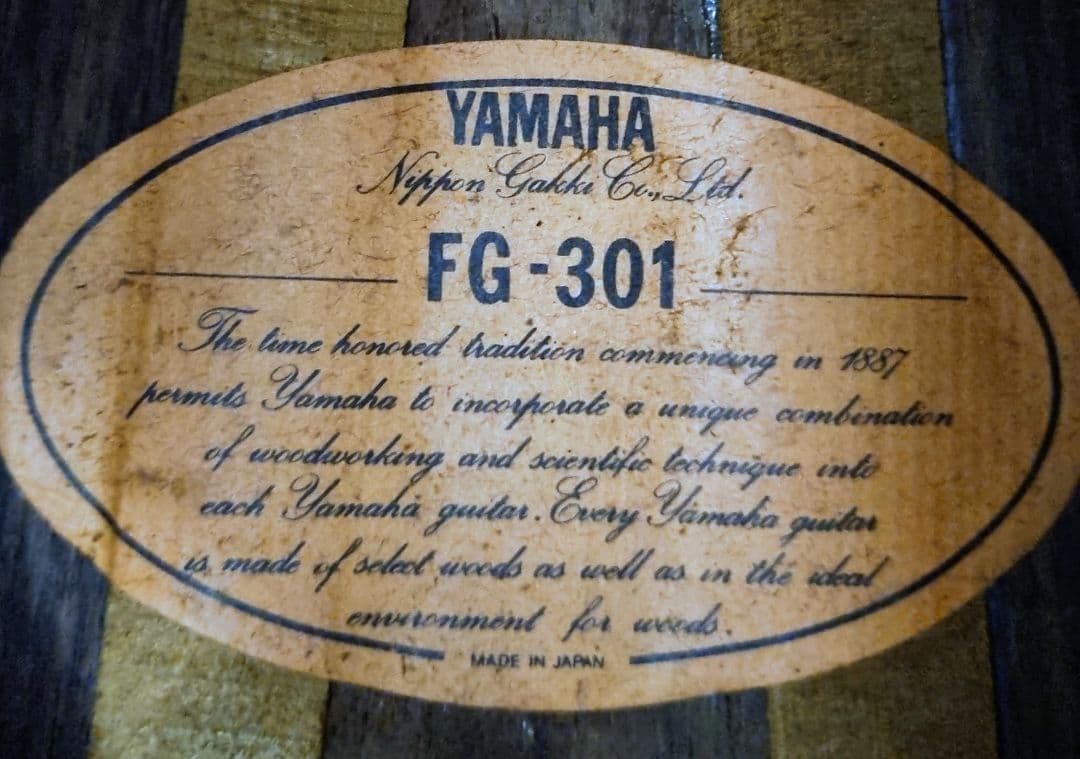 YAMAHA
Nippon Gakki Co., Ltd.
FG-301
The time honored tradition commencing in 1887
permits Yamaha to incorporate a unique combination
of woodworking and scientific technique into
each Yamaha guitar. Every Yamaha guitar
is made of select woods as well as in the ideal
environment for woods.
MADE IN JAPAN